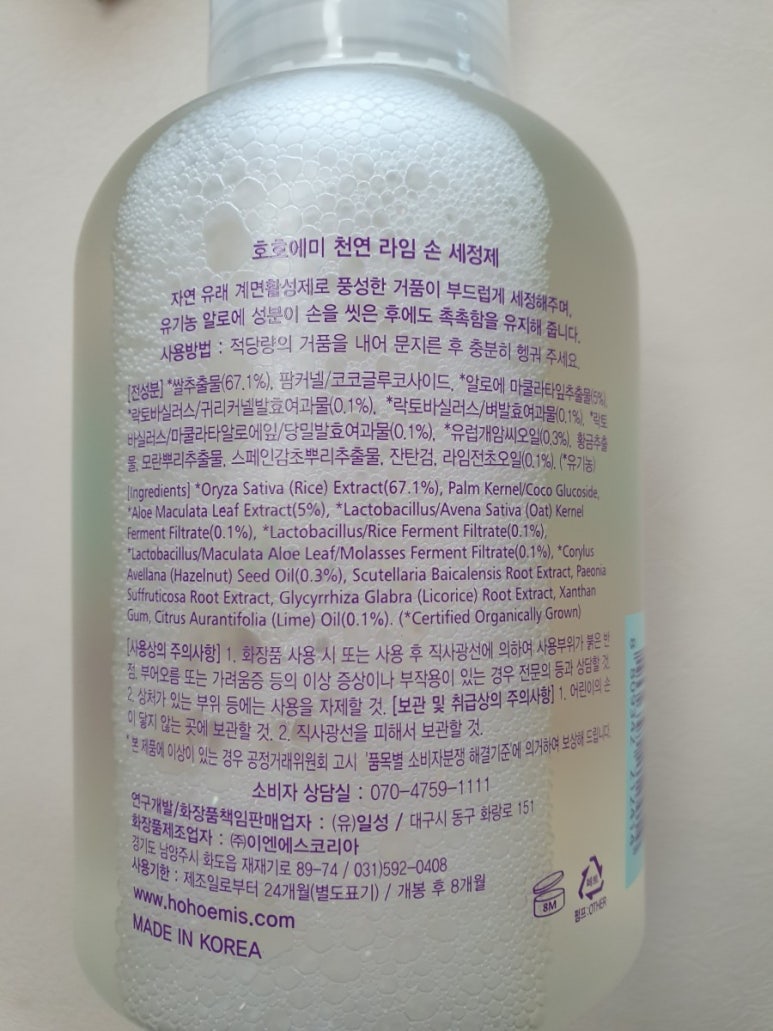 호호에미 천연 라임 손 세정제
자연 유래 계면활성제로 풍성한 거품이 부드럽게 세정해주며,
유기농 알로에 성분이 손을 씻은 후에도 촉촉함을 유지해 줍니다.
사용방법 : 적당량의 거품을 내어 문지른 후 충분히 헹궈 주세요.
[전성분] *쌀추출물(67.1%), 팜커넬/코코글루코사이드, *알로에 마쿨라타잎추출물(5%),
*락토바실러스/귀리커넬발효여과물(0.1%), *락토바실러스/벼발효여과물(0.1%), *락토
바실러스/마쿨라타알로에잎/당밀발효여과물(0.1%), *유럽개암씨오일(0.3%), 황금추출
물, 모란뿌리추출물, 스페인감초뿌리추출물, 잔탄검, 라임전초오일(0.1%). (*유기농)
[Ingredients] *Oryza Sativa (Rice) Extract(67.1%), Palm Kernel/Coco Glucoside,
*Aloe Maculata Leaf Extract(5%), *Lactobacillus/Avena Sativa (Oat) Kernel
Ferment Filtrate(0.1%), *Lactobacillus/Rice Ferment Filtrate(0.1%),
*Lactobacillus/Maculata Aloe Leaf/Molasses Ferment Filtrate(0.1%), *Corylus
Avellana (Hazelnut) Seed Oil(0.3%), Scutellaria Baicalensis Root Extract, Paeonia
Suffruticosa Root Extract, Glycyrrhiza Glabra (Licorice) Root Extract, Xanthan
Gum, Citrus Aurantifolia (Lime) Oil(0.1%). (*Certified Organically Grown)
[사용상의 주의사항] 1. 화장품 사용 시 또는 사용 후 직사광선에 의하여 사용부위가 붉은 반
점, 부어오름 또는 가려움증 등의 이상 증상이나 부작용이 있는 경우 전문의 등과 상담할 것.
2. 상처가 있는 부위 등에는 사용을 자제할 것. [보관 및 취급상의 주의사항] 1. 어린이의 손
이 닿지 않는 곳에 보관할 것. 2. 직사광선을 피해서 보관할 것.
* 본 제품에 이상이 있는 경우 공정거래위원회 고시 '품목별 소비자분쟁 해결기준'에 의거하여 보상해 드립니다.
소비자 상담실 : 070-4759-1111
연구개발/화장품책임판매업자 : (유)일성 / 대구시 동구 화랑로 151
화장품제조업자 : (주)이엔에스코리아
경기도 남양주시 화도읍 재재기로 89-74 / 031)592-0408
사용기한 : 제조일로부터 24개월(별도표기) / 개봉 후 8개월
www.hohoemis.com
MADE IN KOREA
8M
페트
펌프:OTHER